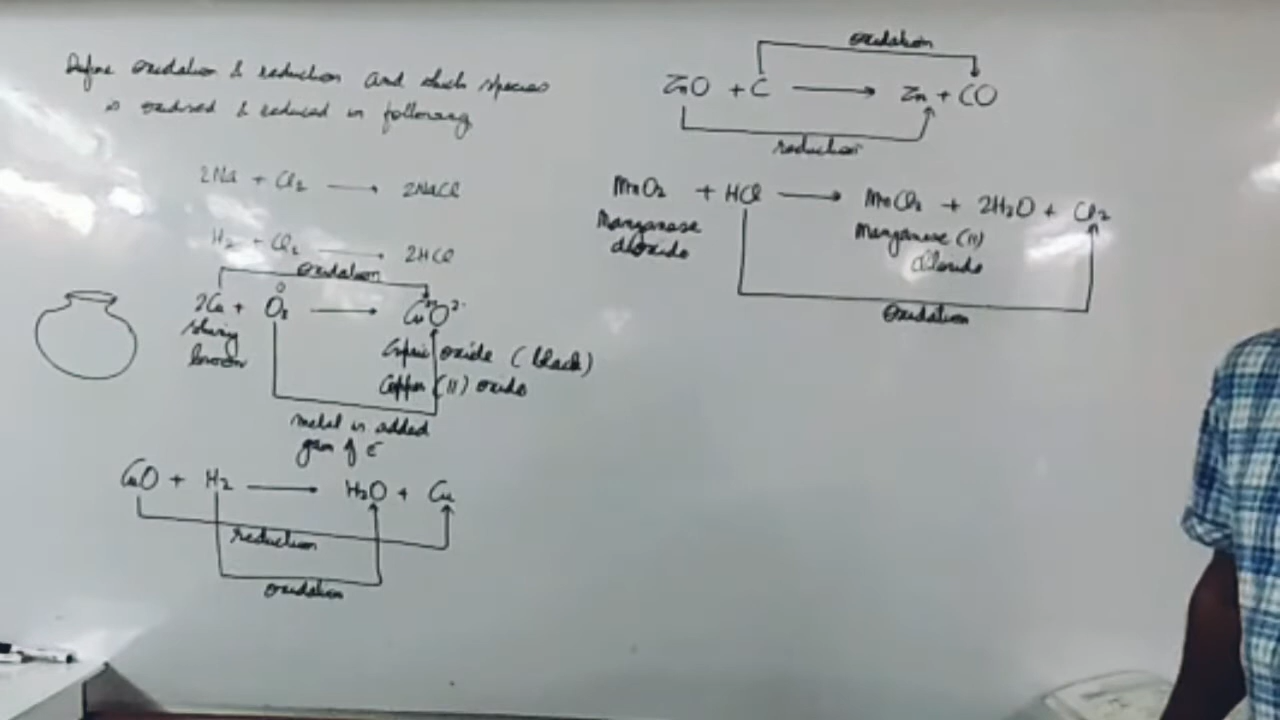 Define oxidation & reduction and which species
is oxidised & reduced in following
2Na + Cl₂ → 2NaCl
H₂ + Cl₂ → 2HCl
oxidation
2Cu + O₂⁰ → Cu²⁺O²⁻
shiny
brown
Cupric oxide (black)
Copper (II) oxide
metal is added
gain of e⁻
CuO + H₂ → H₂O + Cu
reduction
oxidation
oxidation
ZnO + C → Zn + CO
reduction
MnO₂ + HCl → MnCl₂ + 2H₂O + Cl₂
Manganese
dioxide
Manganese (II)
chloride
Oxidation